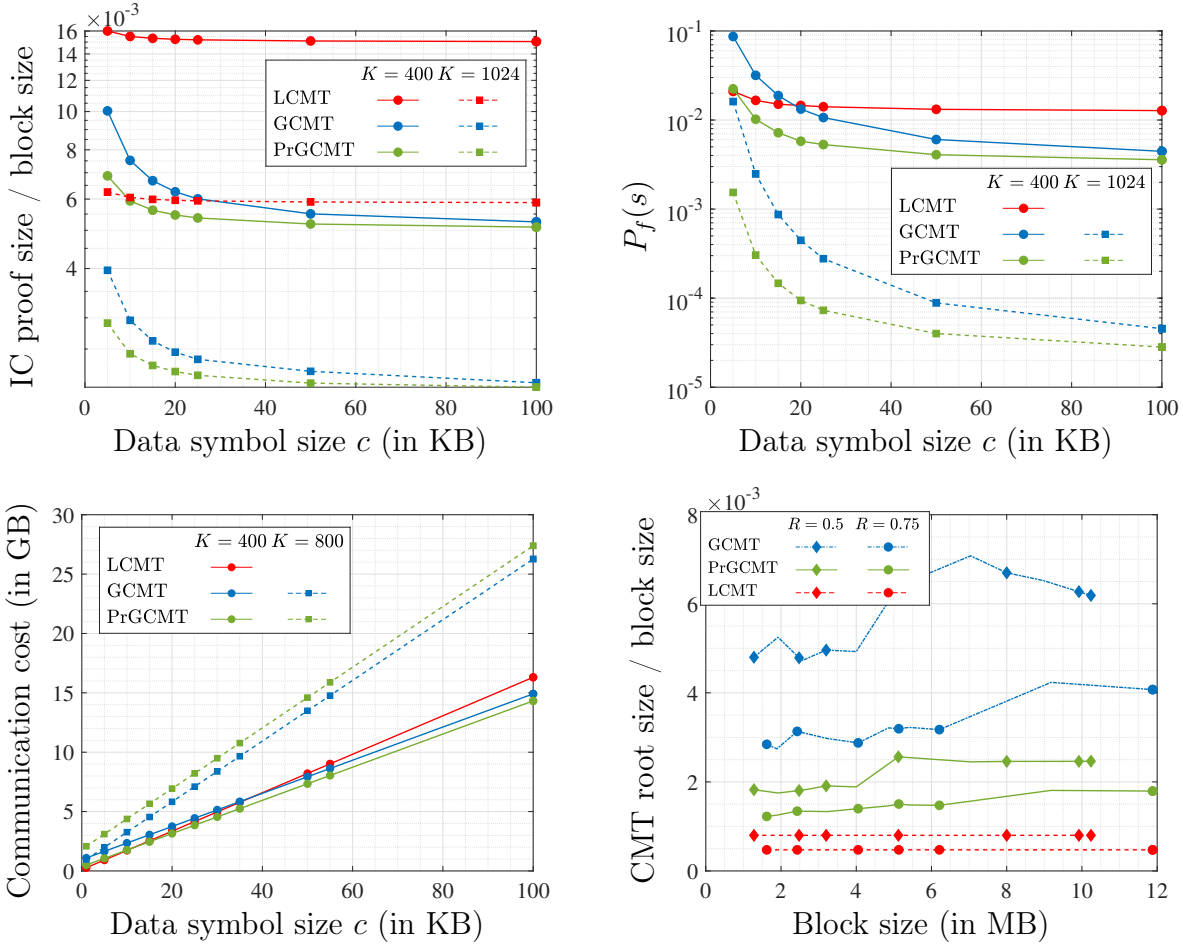 ×10⁻³
16
14
12
10
8
6
4
IC proof size / block size
K = 400 K = 1024
LCMT
GCMT
PrGCMT
0 20 40 60 80 100
Data symbol size c (in KB)
10⁻¹
10⁻²
10⁻³
10⁻⁴
10⁻⁵
P_f(s)
K = 400 K = 1024
LCMT
GCMT
PrGCMT
0 20 40 60 80 100
Data symbol size c (in KB)
30
25
20
15
10
5
0
Communication cost (in GB)
K = 400 K = 800
LCMT
GCMT
PrGCMT
0 20 40 60 80 100
Data symbol size c (in KB)
×10⁻³
8
6
4
2
0
CMT root size / block size
R = 0.5 R = 0.75
GCMT
PrGCMT
LCMT
0 2 4 6 8 10 12
Block size (in MB)